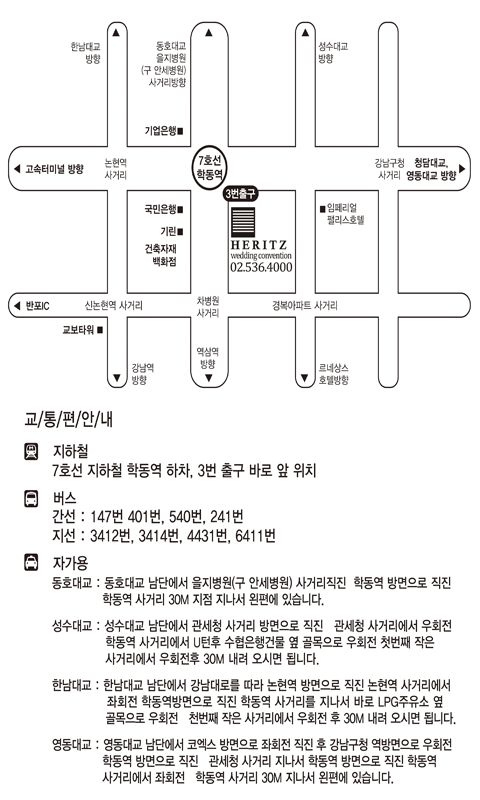 한남대교
방향
동호대교
을지병원
(구 안세병원)
사거리방향
성수대교
방향
기업은행
고속터미널 방향
논현역
사거리
7호선
학동역
강남구청
사거리
청담대교,
영동대교 방향
3번출구
국민은행
기린
건축자재
백화점
HERITZ
wedding convention
02.536.4000
임페리얼
팰리스호텔
반포IC
신논현역 사거리
차병원
사거리
경복아파트 사거리
교보타워
강남역
방향
역삼역
방향
르네상스
호텔방향
교/통/편/안/내
지하철
7호선 지하철 학동역 하차, 3번 출구 바로 앞 위치
버스
간선 : 147번 401번, 540번, 241번
지선 : 3412번, 3414번, 4431번, 6411번
자가용
동호대교 : 동호대교 남단에서 을지병원(구 안세병원) 사거리직진 학동역 방면으로 직진
학동역 사거리 30M 지점 지나서 왼편에 있습니다.
성수대교 : 성수대교 남단에서 관세청 사거리 방면으로 직진 관세청 사거리에서 우회전
학동역 사거리에서 U턴후 수협은행건물 옆 골목으로 우회전 첫번째 작은
사거리에서 우회전후 30M 내려 오시면 됩니다.
한남대교 : 한남대교 남단에서 강남대로를 따라 논현역 방면으로 직진 논현역 사거리에서
좌회전 학동역방면으로 직진 학동역 사거리를 지나서 바로 LPG주유소 옆
골목으로 우회전 천번째 작은 사거리에서 우회전 후 30M 내려 오시면 됩니다.
영동대교 : 영동대교 남단에서 코엑스 방면으로 좌회전 직진 후 강남구청 역방면으로 우회전
학동역 방면으로 직진 관세청 사거리 지나서 학동역 방면으로 직진 학동역
사거리에서 좌회전 학동역 사거리 30M 지나서 왼편에 있습니다.